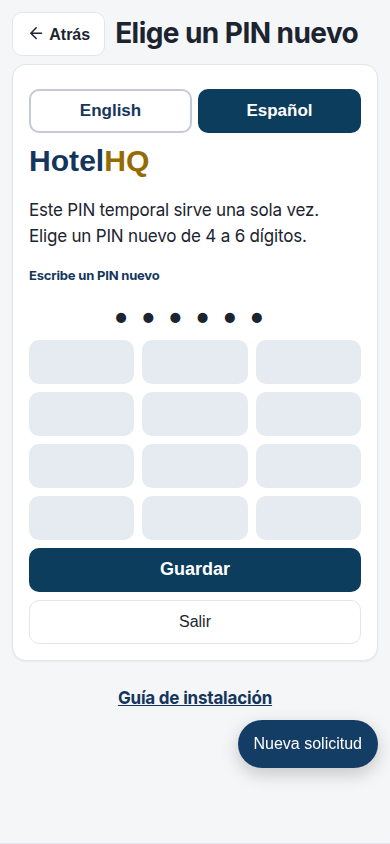 ← Atrás
Elige un PIN nuevo
English
Español
HotelHQ
Este PIN temporal sirve una sola vez.
Elige un PIN nuevo de 4 a 6 dígitos.
Escribe un PIN nuevo
Guardar
Salir
Guía de instalación
Nueva solicitud